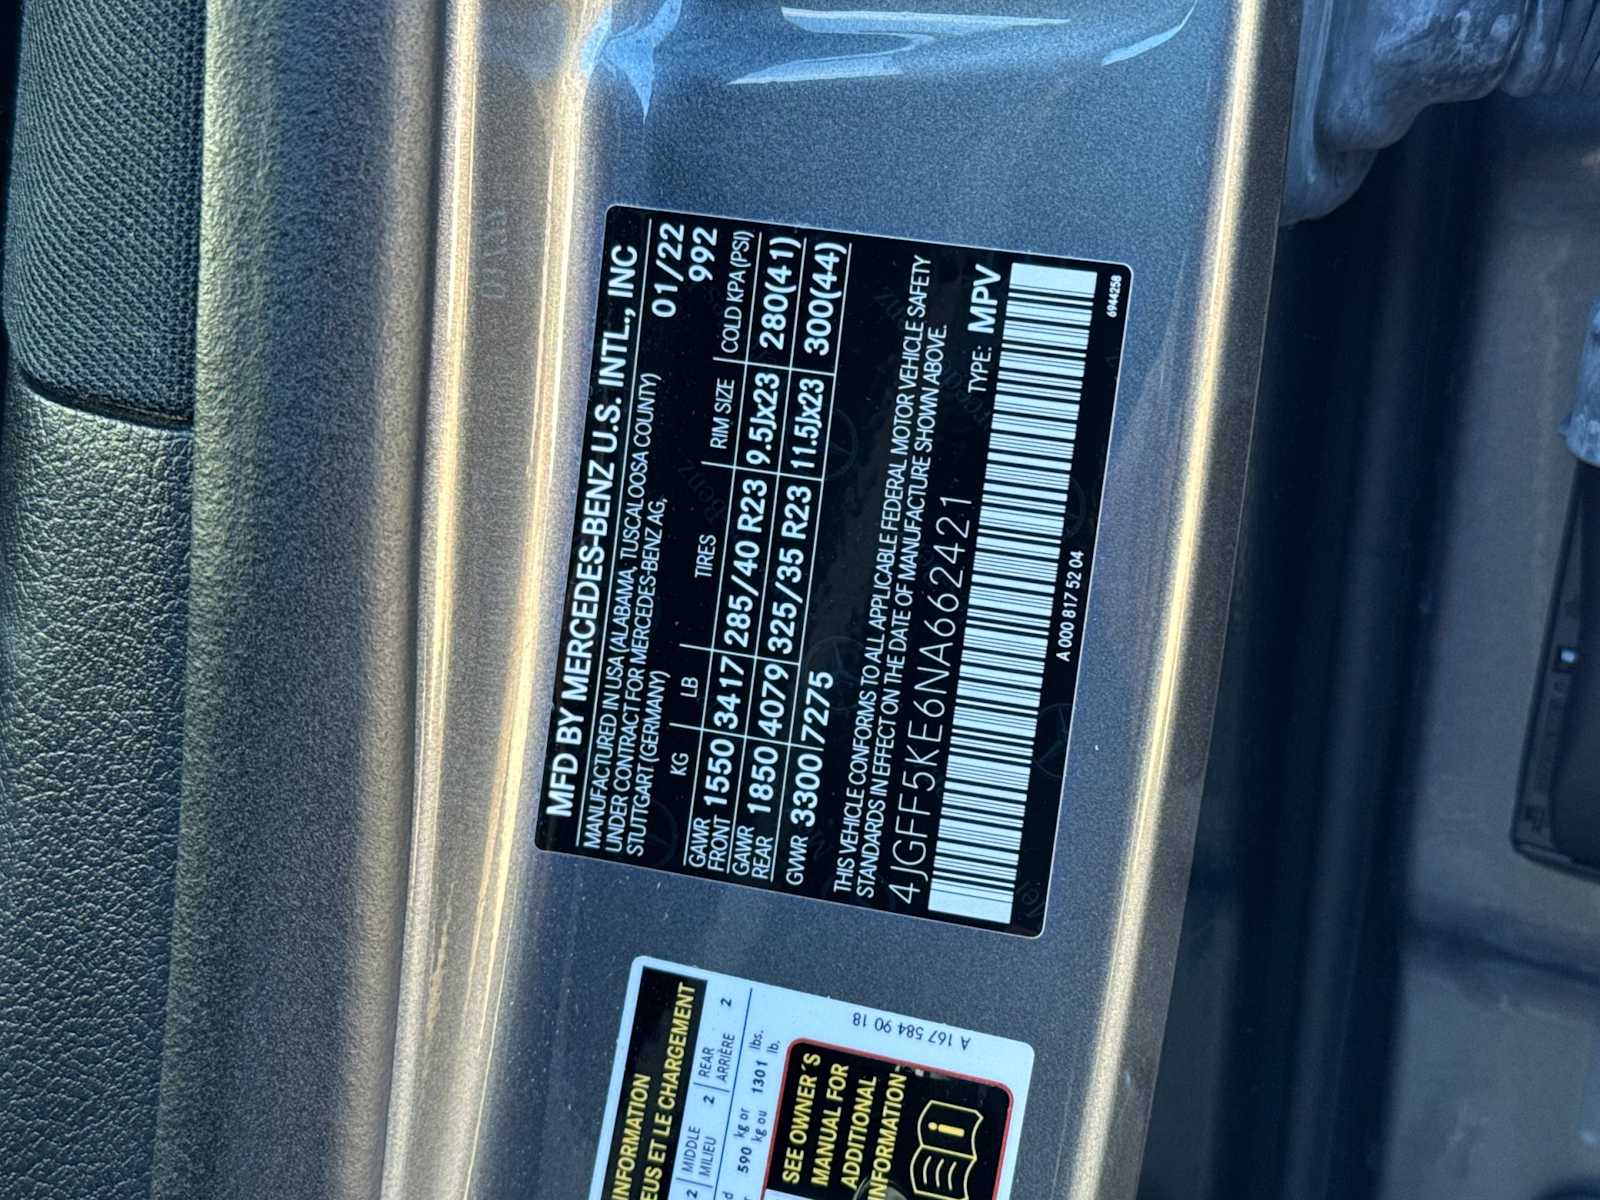 MFD BY MERCEDES-BENZ U.S. INTL., INC
MANUFACTURED IN USA (ALABAMA, TUSCALOOSA COUNTY) 01/22
UNDER CONTRACT FOR MERCEDES-BENZ AG, 992
STUTTGART (GERMANY)
KG LB TIRES RIM SIZE COLD KPA(PSI)
GAWR FRONT 1550 3417 285/40 R23 9.5Jx23 280(41)
GAWR REAR 1850 4079 325/35 R23 11.5Jx23 300(44)
GVWR 3300 7275
THIS VEHICLE CONFORMS TO ALL APPLICABLE FEDERAL MOTOR VEHICLE SAFETY
STANDARDS IN EFFECT ON THE DATE OF MANUFACTURE SHOWN ABOVE.
4JGFF5KE6NA662421 TYPE: MPV
A 000 817 52 04 6944258
INFORMATION
EUS ET LE CHARGEMENT
2 MIDDLE MILIEU 2 REAR ARRIÈRE 2
590 kg or 1301 lbs.
kg ou lb.
SEE OWNER'S
MANUAL FOR
ADDITIONAL
INFORMATION
i
A 167 584 90 18